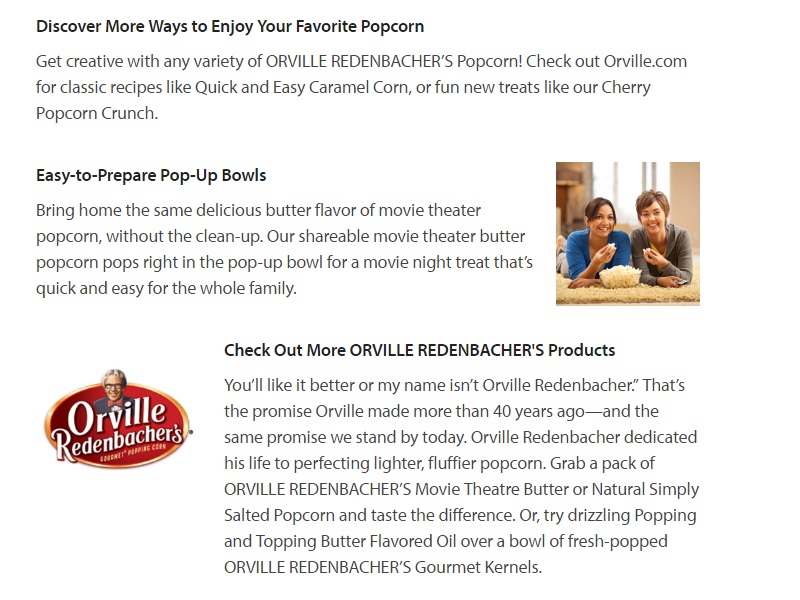 Discover More Ways to Enjoy Your Favorite Popcorn
Get creative with any variety of ORVILLE REDENBACHER’S Popcorn! Check out Orville.com
for classic recipes like Quick and Easy Caramel Corn, or fun new treats like our Cherry
Popcorn Crunch.
Easy-to-Prepare Pop-Up Bowls
Bring home the same delicious butter flavor of movie theater
popcorn, without the clean-up. Our shareable movie theater butter
popcorn pops right in the pop-up bowl for a movie night treat that’s
quick and easy for the whole family.
Check Out More ORVILLE REDENBACHER'S Products
You’ll like it better or my name isn’t Orville Redenbacher.” That’s
the promise Orville made more than 40 years ago—and the
same promise we stand by today. Orville Redenbacher dedicated
his life to perfecting lighter, fluffier popcorn. Grab a pack of
ORVILLE REDENBACHER’S Movie Theatre Butter or Natural Simply
Salted Popcorn and taste the difference. Or, try drizzling Popping
and Topping Butter Flavored Oil over a bowl of fresh-popped
ORVILLE REDENBACHER’S Gourmet Kernels.
Orville
Redenbacher's
GOURMET POPPING CORN